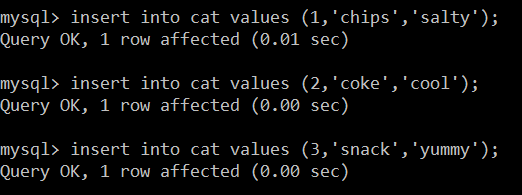 mysql> insert into cat values (1,'chips','salty');
Query OK, 1 row affected (0.01 sec)
mysql> insert into cat values (2,'coke','cool');
Query OK, 1 row affected (0.00 sec)
mysql> insert into cat values (3,'snack','yummy');
Query OK, 1 row affected (0.00 sec)